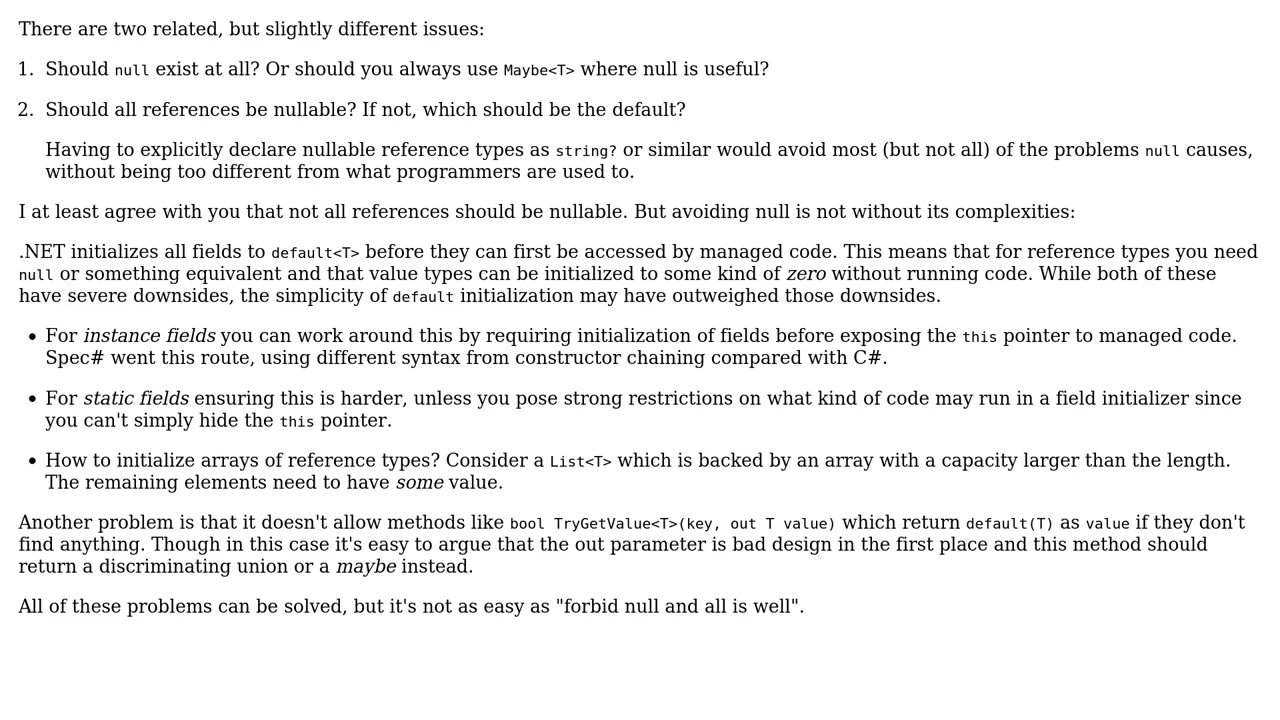 There are two related, but slightly different issues:
1. Should null exist at all? Or should you always use Maybe<T> where null is useful?
2. Should all references be nullable? If not, which should be the default?
Having to explicitly declare nullable reference types as string? or similar would avoid most (but not all) of the problems null causes,
without being too different from what programmers are used to.
I at least agree with you that not all references should be nullable. But avoiding null is not without its complexities:
.NET initializes all fields to default<T> before they can first be accessed by managed code. This means that for reference types you need
null or something equivalent and that value types can be initialized to some kind of zero without running code. While both of these
have severe downsides, the simplicity of default initialization may have outweighed those downsides.
• For instance fields you can work around this by requiring initialization of fields before exposing the this pointer to managed code.
Spec# went this route, using different syntax from constructor chaining compared with C#.
• For static fields ensuring this is harder, unless you pose strong restrictions on what kind of code may run in a field initializer since
you can't simply hide the this pointer.
• How to initialize arrays of reference types? Consider a List<T> which is backed by an array with a capacity larger than the length.
The remaining elements need to have some value.
Another problem is that it doesn't allow methods like bool TryGetValue<T>(key, out T value) which return default(T) as value if they don't
find anything. Though in this case it's easy to argue that the out parameter is bad design in the first place and this method should
return a discriminating union or a maybe instead.
All of these problems can be solved, but it's not as easy as "forbid null and all is well".